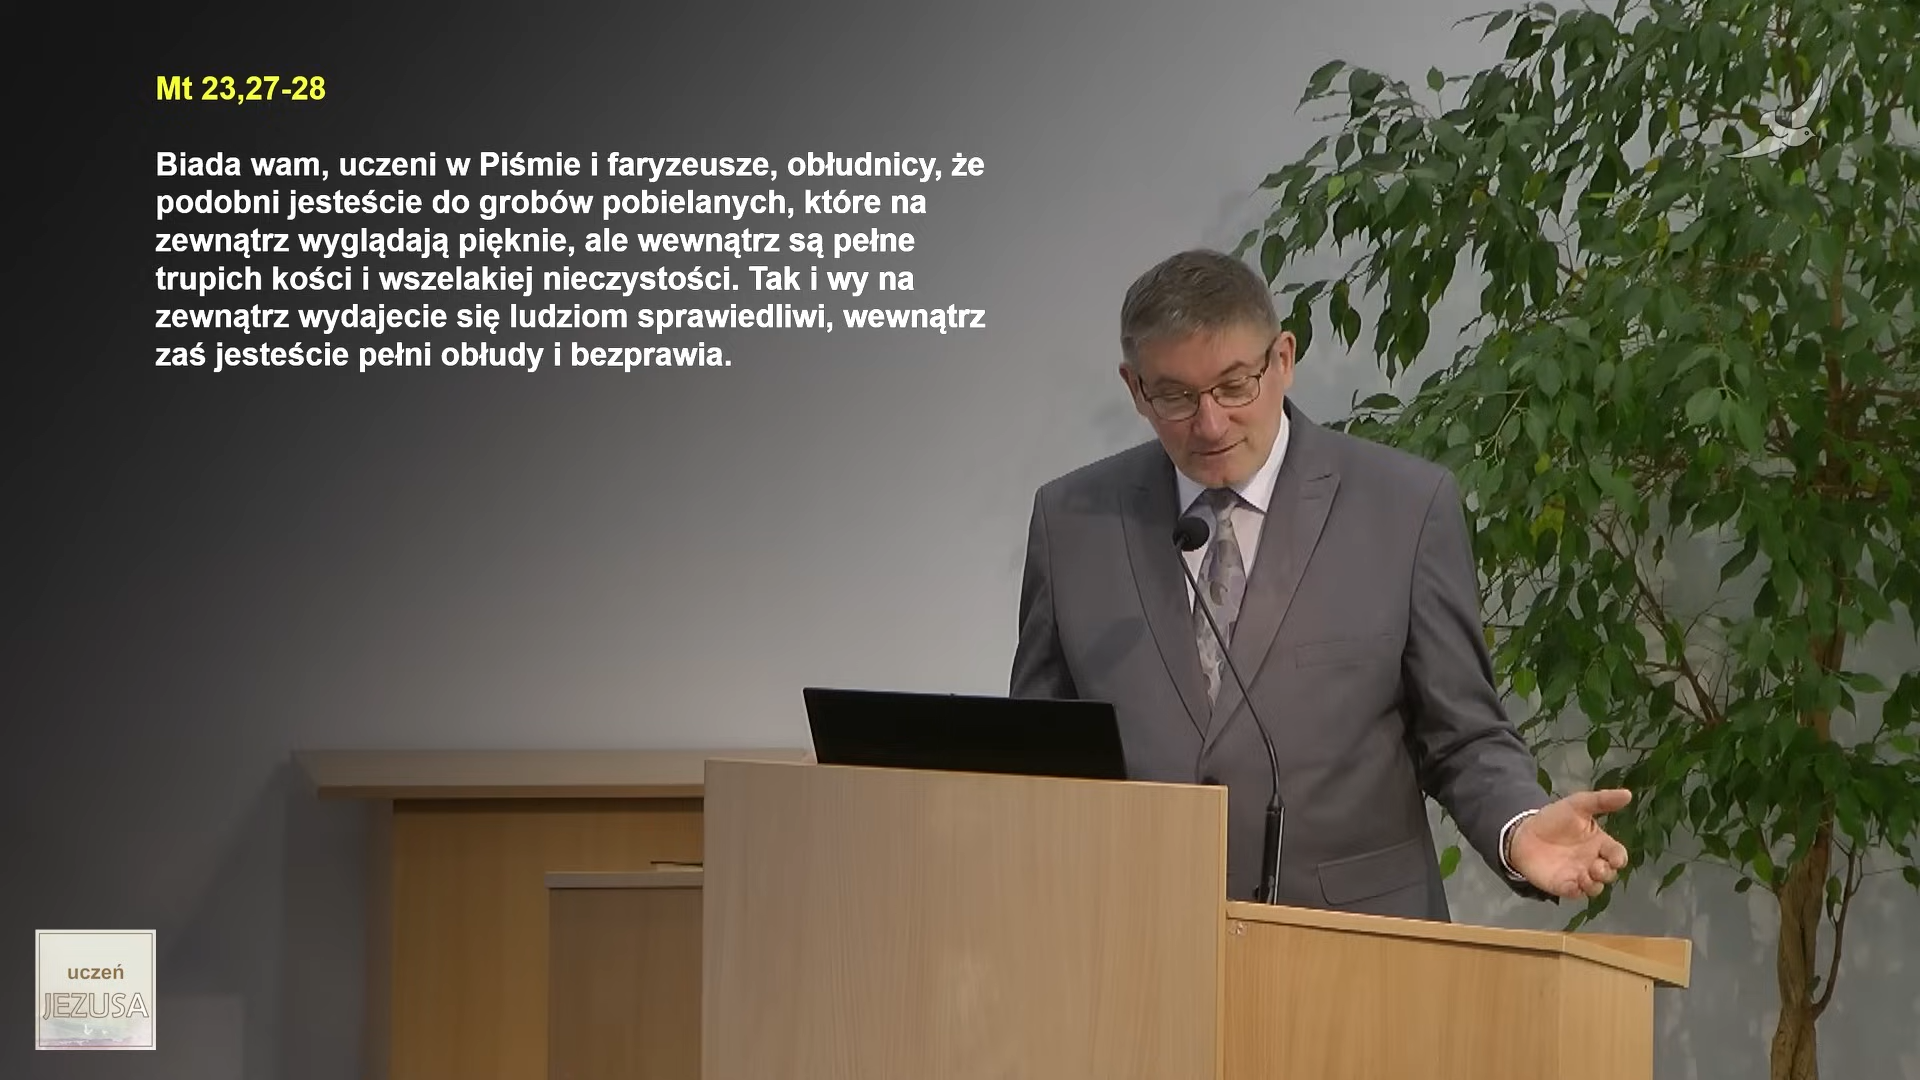 Mt 23,27-28
Biada wam, uczeni w Piśmie i faryzeusze, obłudnicy, że
podobni jesteście do grobów pobielanych, które na
zewnątrz wyglądają pięknie, ale wewnątrz są pełne
trupich kości i wszelakiej nieczystości. Tak i wy na
zewnątrz wydajecie się ludziom sprawiedliwi, wewnątrz
zaś jesteście pełni obłudy i bezprawia.
uczeń
JEZUSA